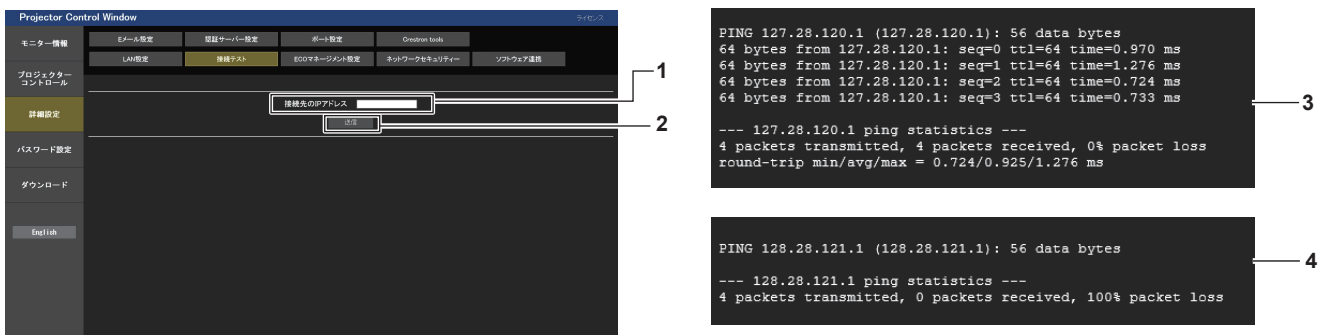 Projector Control Window
ライセンス
モニター情報
プロジェクター
コントロール
詳細設定
パスワード設定
ダウンロード
English
Eメール設定
認証サーバー設定
ポート設定
Crestron tools
LAN設定
接続テスト
ECOマネージメント設定
ネットワークセキュリティー
ソフトウェア連携
接続先のIPアドレス
送信
1
2
PING 127.28.120.1 (127.28.120.1): 56 data bytes
64 bytes from 127.28.120.1: seq=0 ttl=64 time=0.970 ms
64 bytes from 127.28.120.1: seq=1 ttl=64 time=1.276 ms
64 bytes from 127.28.120.1: seq=2 ttl=64 time=0.724 ms
64 bytes from 127.28.120.1: seq=3 ttl=64 time=0.733 ms
--- 127.28.120.1 ping statistics ---
4 packets transmitted, 4 packets received, 0% packet loss
round-trip min/avg/max = 0.724/0.925/1.276 ms
3
PING 128.28.121.1 (128.28.121.1): 56 data bytes
--- 128.28.121.1 ping statistics ---
4 packets transmitted, 0 packets received, 100% packet loss
4